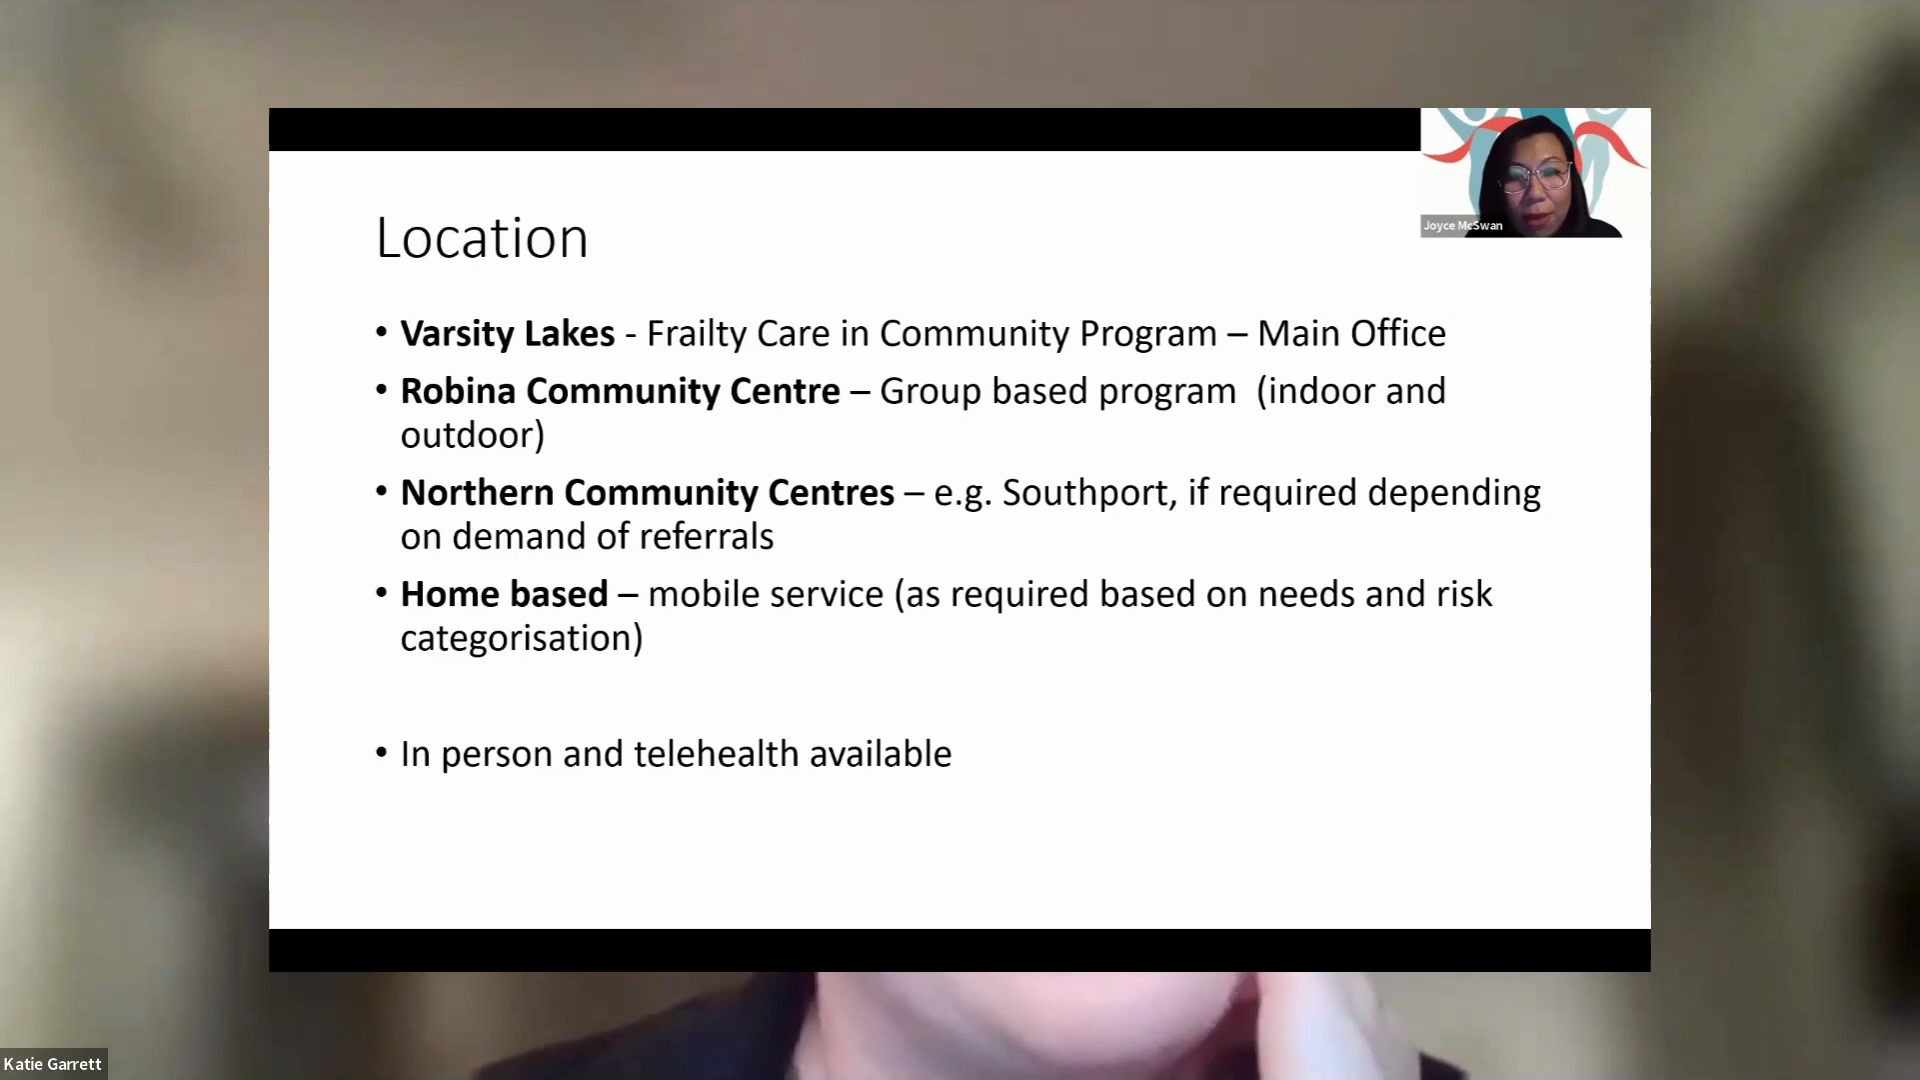 Joyce McSwan
Location
• Varsity Lakes - Frailty Care in Community Program – Main Office
• Robina Community Centre – Group based program  (indoor and
outdoor)
• Northern Community Centres – e.g. Southport, if required depending
on demand of referrals
• Home based – mobile service (as required based on needs and risk
categorisation)
• In person and telehealth available
Katie Garrett